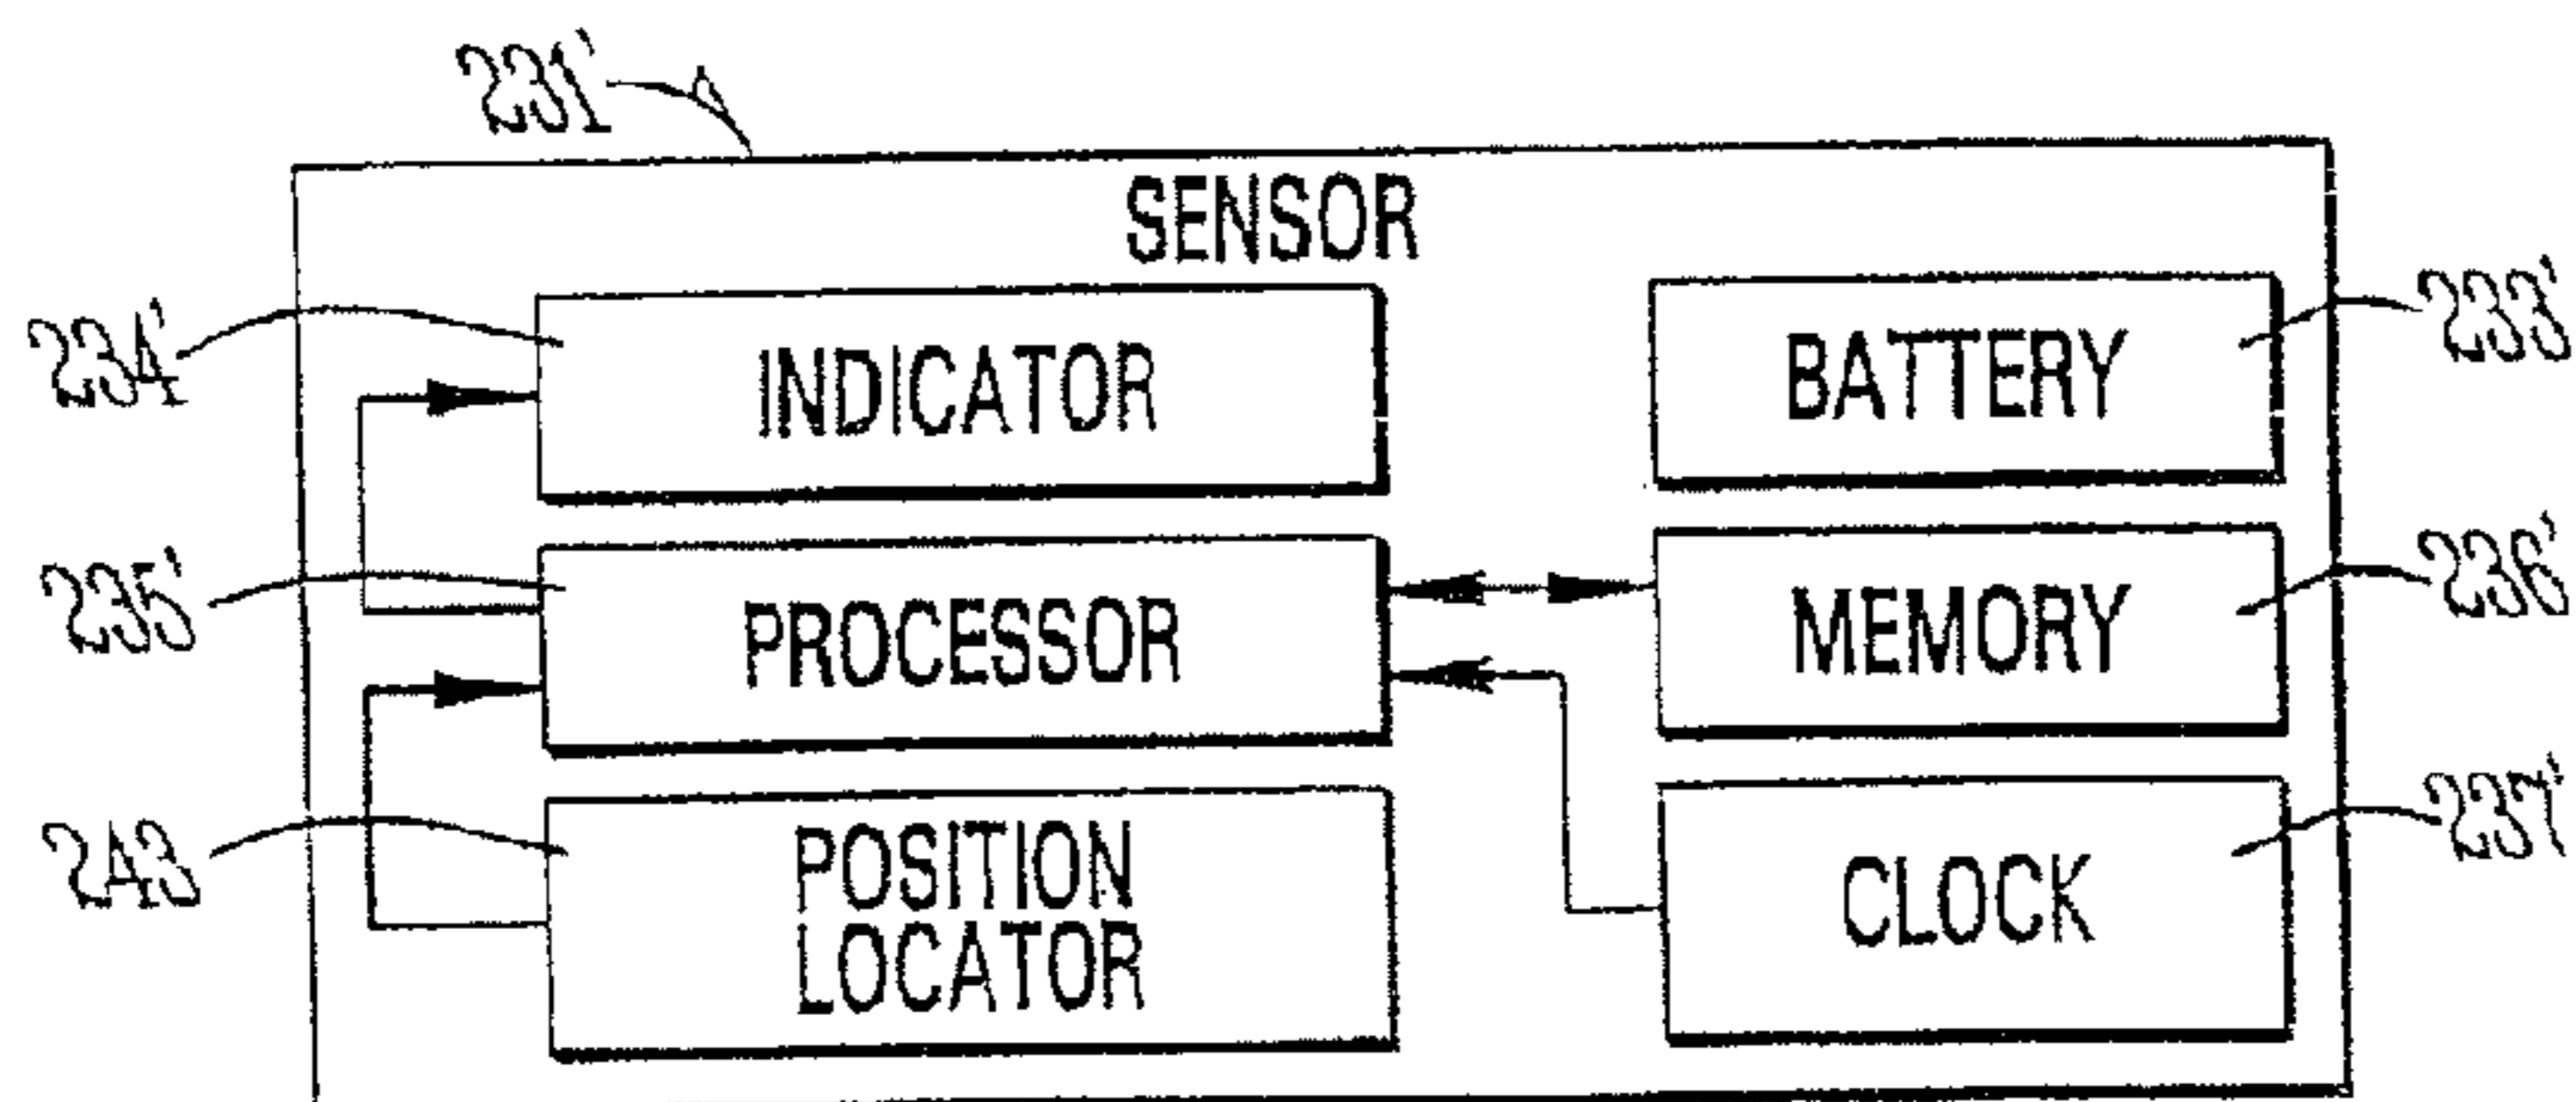 231'
SENSOR
234'
INDICATOR
BATTERY
233'
235'
PROCESSOR
MEMORY
236'
243
POSITION
LOCATOR
CLOCK
237'